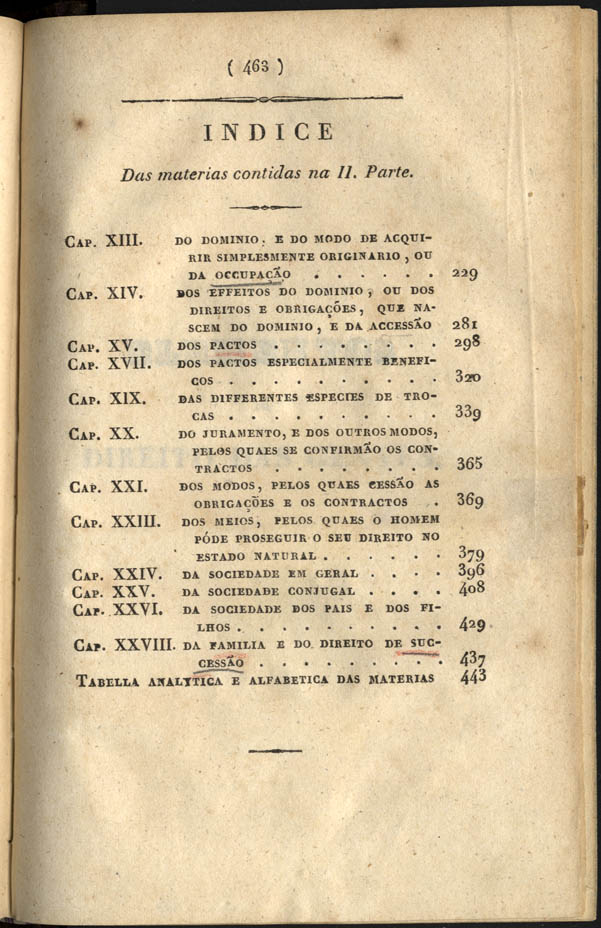 ( 463 )
INDICE
Das materias contidas na II. Parte.
CAP. XIII. DO DOMINIO, E DO MODO DE ACQUI-
RIR SIMPLESMENTE ORIGINARIO , OU
DA OCCUPAÇÃO . . . . . . 229
CAP. XIV. DOS EFFEITOS DO DOMINIO , OU DOS
DIREITOS E OBRIGAÇÕES, QUE NA-
SCEM DO DOMINIO , E DA ACCESSÃO 281
CAP. XV. DOS PACTOS . . . . . . . . 298
CAP. XVII. DOS PACTOS ESPECIALMENTE BENEFI-
COS . . . . . . . . . . 320
CAP. XIX. DAS DIFFERENTES ESPECIES DE TRO-
CAS . . . . . . . . . . 339
CAP. XX. DO JURAMENTO, E DOS OUTROS MODOS,
PELOS QUAES SE CONFIRMÃO OS CON-
TRACTOS . . . . . . . . 365
CAP. XXI. DOS MODOS, PELOS QUAES CESSÃO AS
OBRIGAÇÕES E OS CONTRACTOS . 369
CAP. XXIII. DOS MEIOS, PELOS QUAES O HOMEM
PÓDE PROSEGUIR O SEU DIREITO NO
ESTADO NATURAL . . . . . . 379
CAP. XXIV. DA SOCIEDADE EM GERAL . . . . 396
CAP. XXV. DA SOCIEDADE CONJUGAL . . . . 408
CAP. XXVI. DA SOCIEDADE DOS PAIS E DOS FI-
LHOS . . . . . . . . . . 429
CAP. XXVIII. DA FAMILIA E DO DIREITO DE SUC-
CESSÃO . . . . . . . . . 437
TABELLA ANALYTICA E ALFABETICA DAS MATERIAS 443